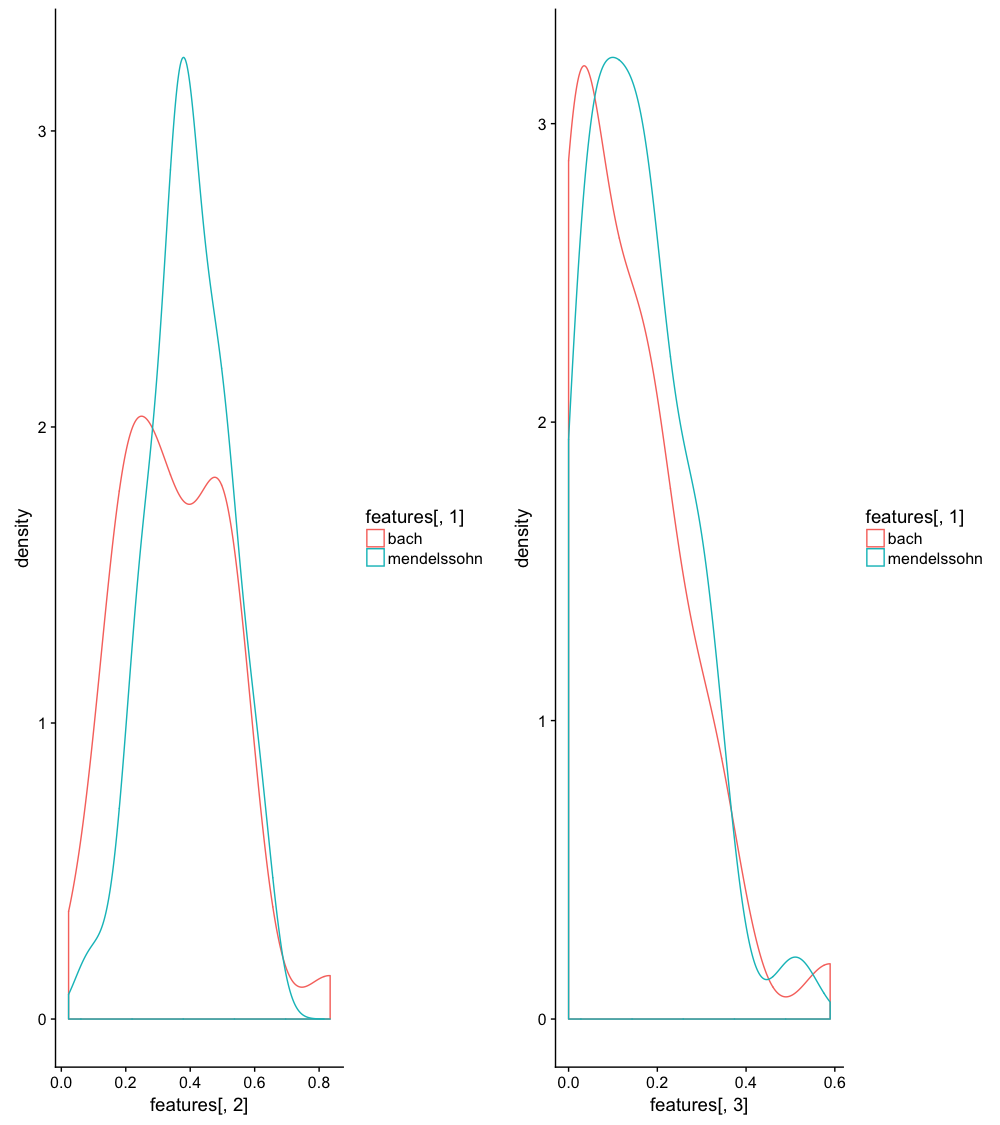 density
3
2
1
0
0.0 0.2 0.4 0.6 0.8
features[, 2]
features[, 1]
bach
mendelssohn
density
3
2
1
0
0.0 0.2 0.4 0.6
features[, 3]
features[, 1]
bach
mendelssohn